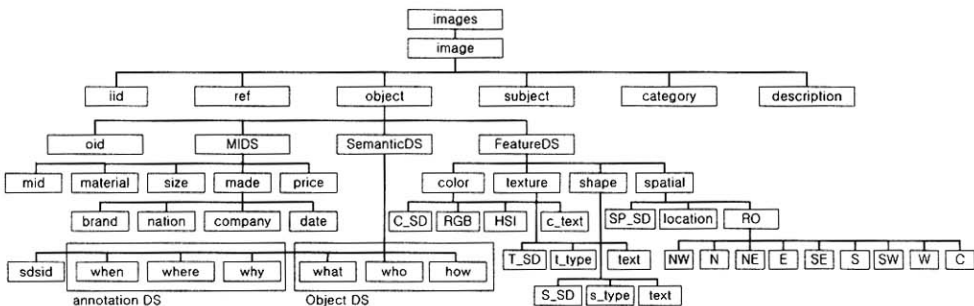 images
image
iid ref object subject category description
oid MIDS SemanticDS FeatureDS
mid material size made price color texture shape spatial
brand nation company date C_SD RGB HSI c_text SP_SD location RO
sdsid when where why what who how T_SD t_type text NW N NE E SE S SW W C
annotation DS Object DS S_SD s_type text